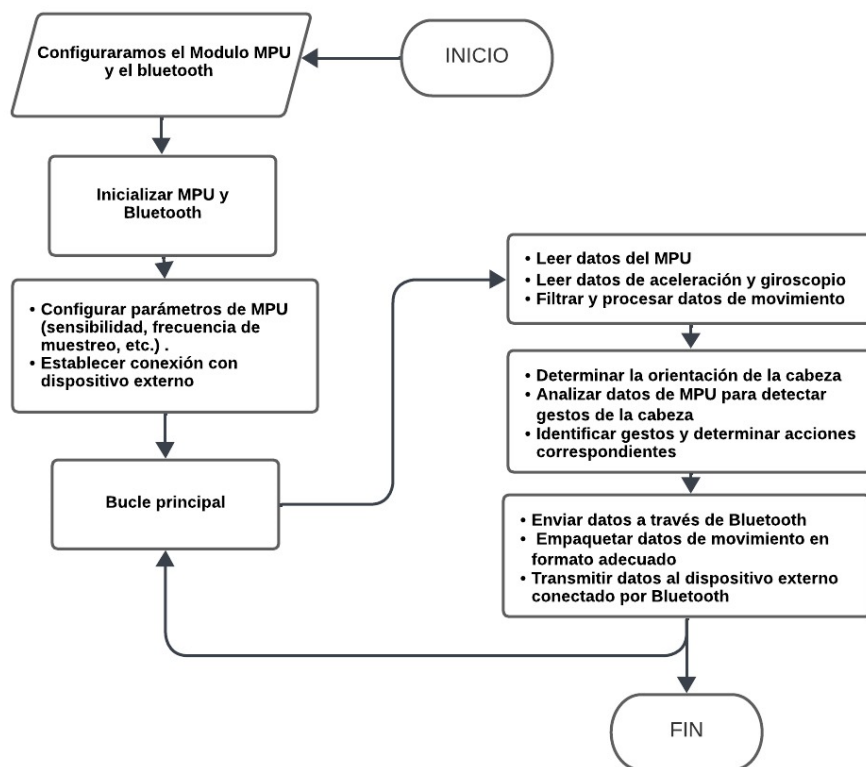 INICIO
Configuraramos el Modulo MPU
y el bluetooth
Inicializar MPU y
Bluetooth
• Configurar parámetros de MPU
(sensibilidad, frecuencia de
muestreo, etc.) .
• Establecer conexión con
dispositivo externo
Bucle principal
• Leer datos del MPU
• Leer datos de aceleración y giroscopio
• Filtrar y procesar datos de movimiento
• Determinar la orientación de la cabeza
• Analizar datos de MPU para detectar
gestos de la cabeza
• Identificar gestos y determinar acciones
correspondientes
• Enviar datos a través de Bluetooth
• Empaquetar datos de movimiento en
formato adecuado
• Transmitir datos al dispositivo externo
conectado por Bluetooth
FIN